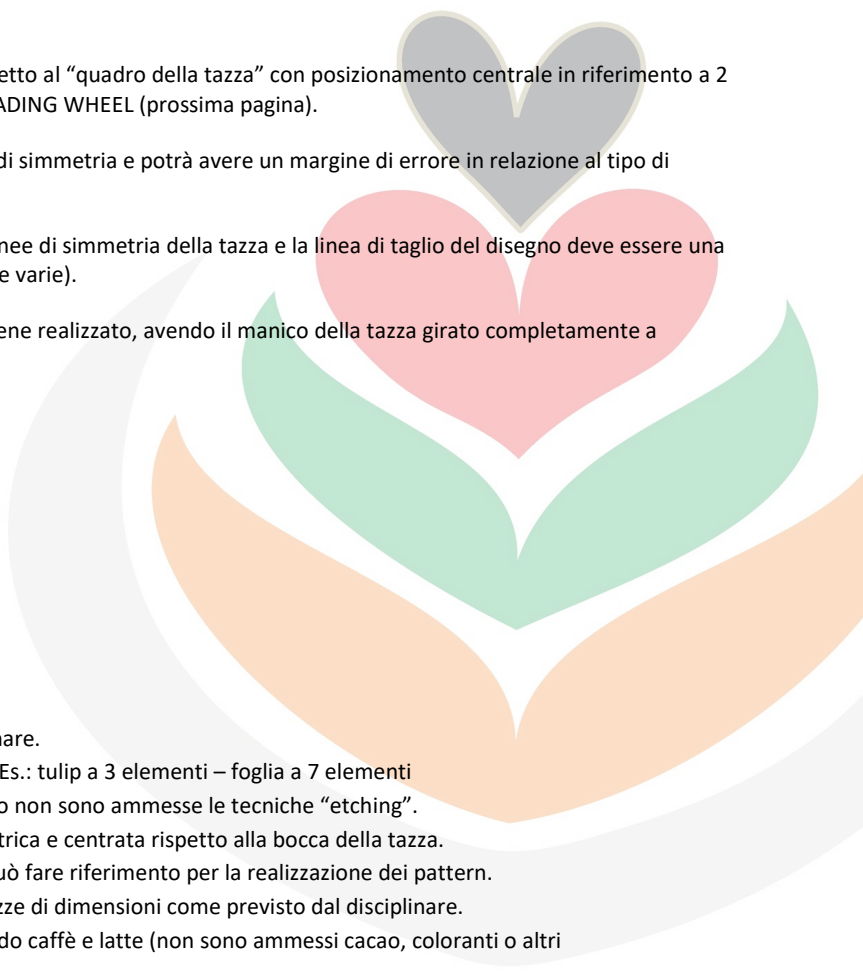 etto al “quadro della tazza” con posizionamento centrale in riferimento a 2
ADING WHEEL (prossima pagina).
di simmetria e potrà avere un margine di errore in relazione al tipo di
nee di simmetria della tazza e la linea di taglio del disegno deve essere una
e varie).
ene realizzato, avendo il manico della tazza girato completamente a
nare.
Es.: tulip a 3 elementi – foglia a 7 elementi
o non sono ammesse le tecniche “etching”.
trica e centrata rispetto alla bocca della tazza.
può fare riferimento per la realizzazione dei pattern.
zze di dimensioni come previsto dal disciplinare.
do caffè e latte (non sono ammessi cacao, coloranti o altri